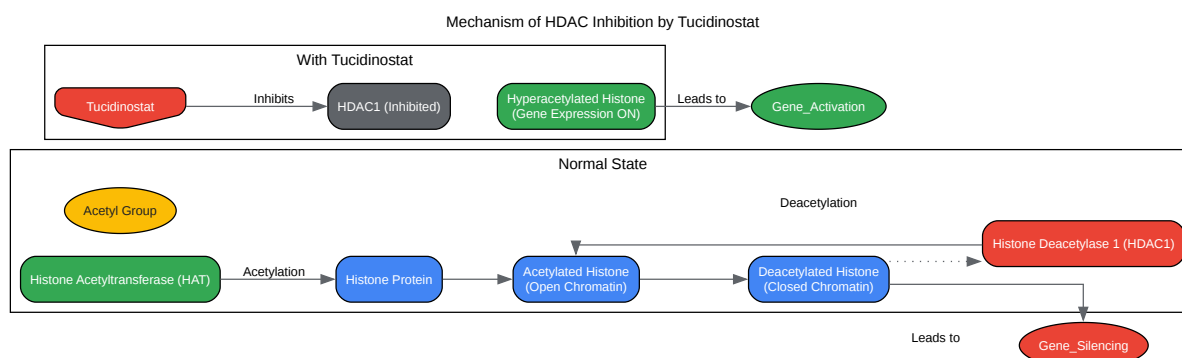 Mechanism of HDAC Inhibition by Tucidinostat
With Tucidinostat
Tucidinostat
Inhibits
HDAC1 (Inhibited)
Hyperacetylated Histone
(Gene Expression ON)
Leads to
Gene_Activation
Normal State
Acetyl Group
Deacetylation
Histone Deacetylase 1 (HDAC1)
Histone Acetyltransferase (HAT)
Acetylation
Histone Protein
Acetylated Histone
(Open Chromatin)
Deacetylated Histone
(Closed Chromatin)
Leads to
Gene_Silencing